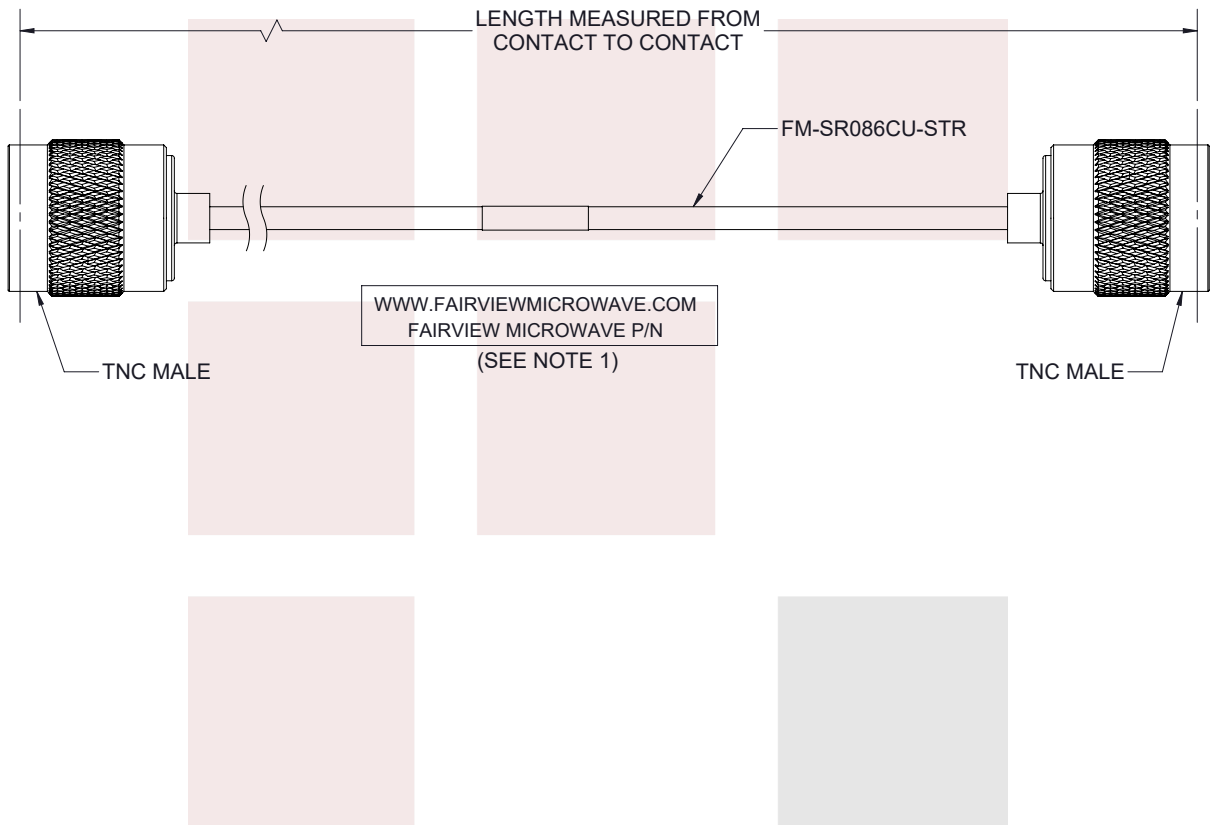 LENGTH MEASURED FROM
CONTACT TO CONTACT
FM-SR086CU-STR
WWW.FAIRVIEWMICROWAVE.COM
FAIRVIEW MICROWAVE P/N
(SEE NOTE 1)
TNC MALE
TNC MALE